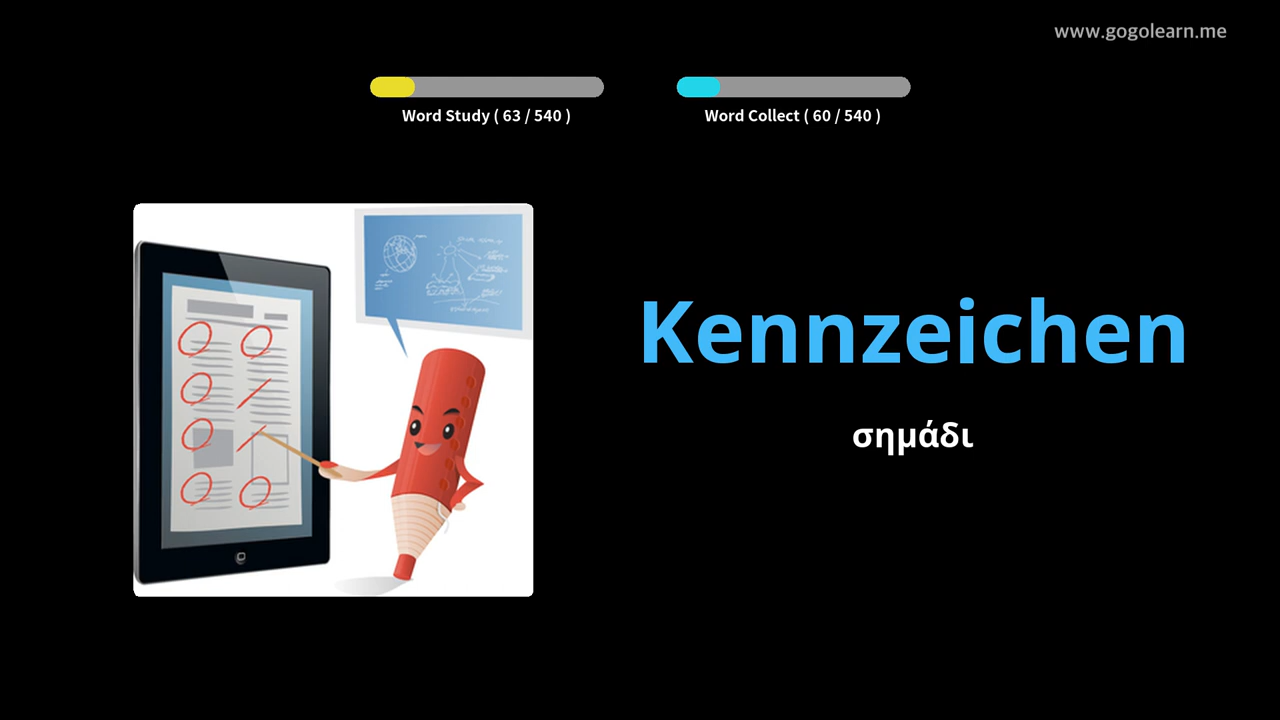 www.gogolearn.me
Word Study ( 63 / 540 )
Word Collect ( 60 / 540 )
Kennzeichen
σημάδι